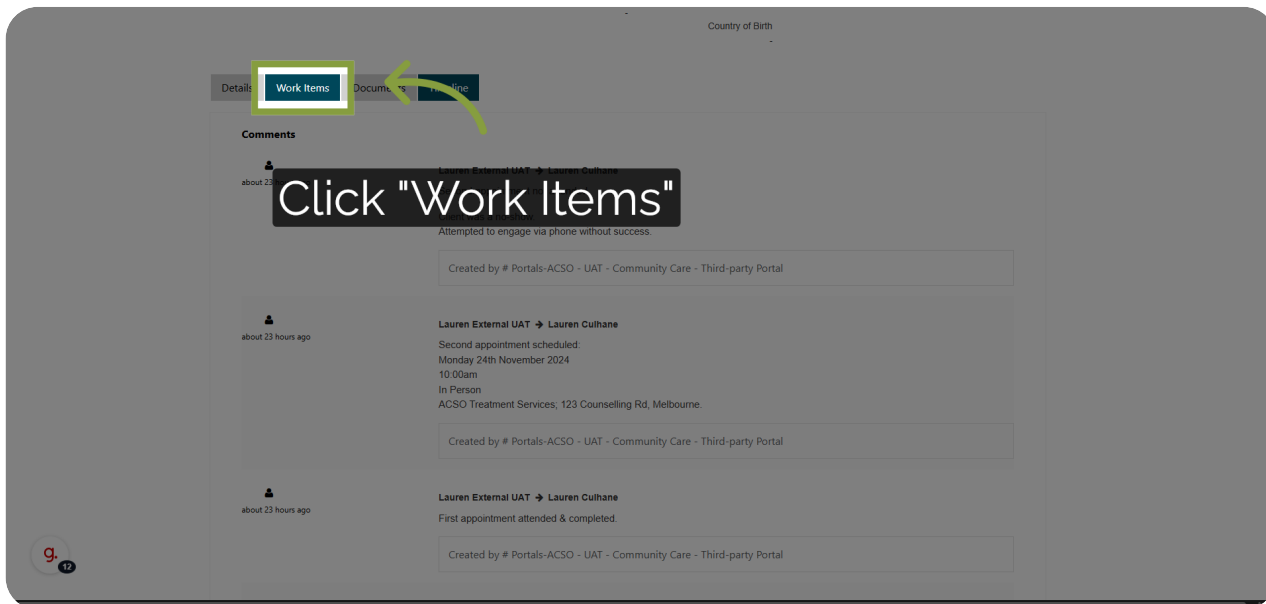 Country of Birth
-
Details
Work Items
Documents
Timeline
Comments
Lauren External UAT → Lauren Culhane
about 23
Click "Work Items"
Attempted to engage via phone without success.
Created by # Portals-ACSO - UAT - Community Care - Third-party Portal
Lauren External UAT → Lauren Culhane
about 23 hours ago
Second appointment scheduled:
Monday 24th November 2024
10:00am
In Person
ACSO Treatment Services; 123 Counselling Rd, Melbourne.
Created by # Portals-ACSO - UAT - Community Care - Third-party Portal
Lauren External UAT → Lauren Culhane
about 23 hours ago
First appointment attended & completed.
Created by # Portals-ACSO - UAT - Community Care - Third-party Portal
g.
12